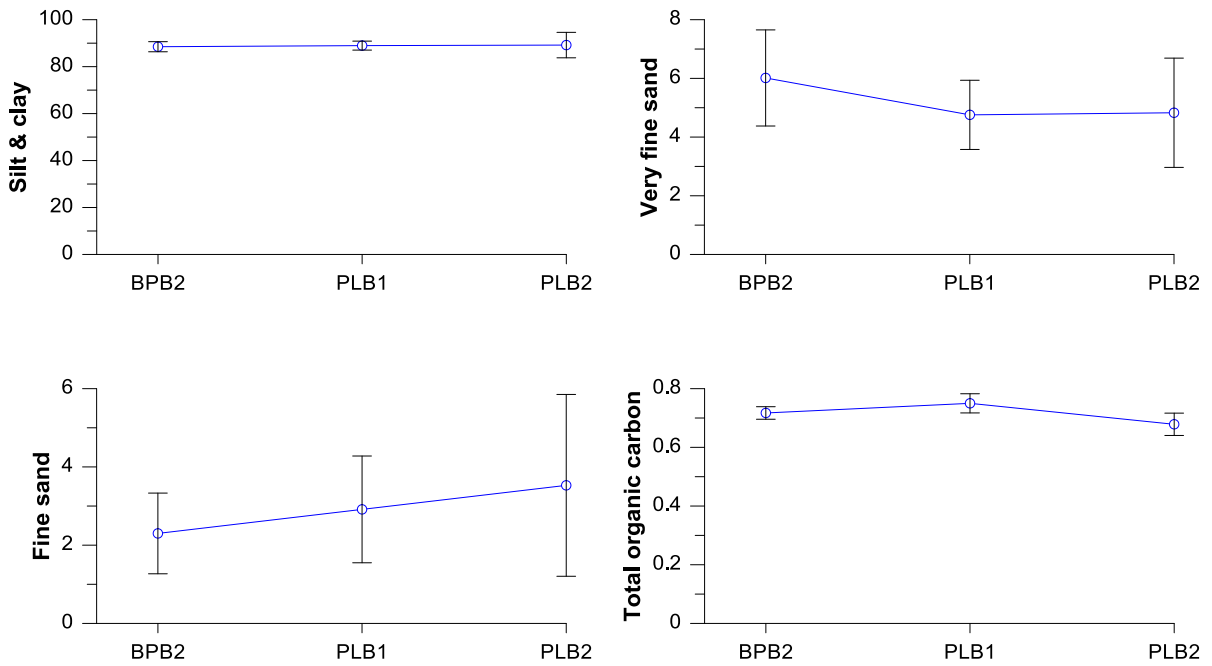 Silt & clay
100
80
60
40
20
0
BPB2 PLB1 PLB2
Very fine sand
8
6
4
2
0
BPB2 PLB1 PLB2
Fine sand
6
4
2
0
BPB2 PLB1 PLB2
Total organic carbon
0.8
0.6
0.4
0.2
0
BPB2 PLB1 PLB2